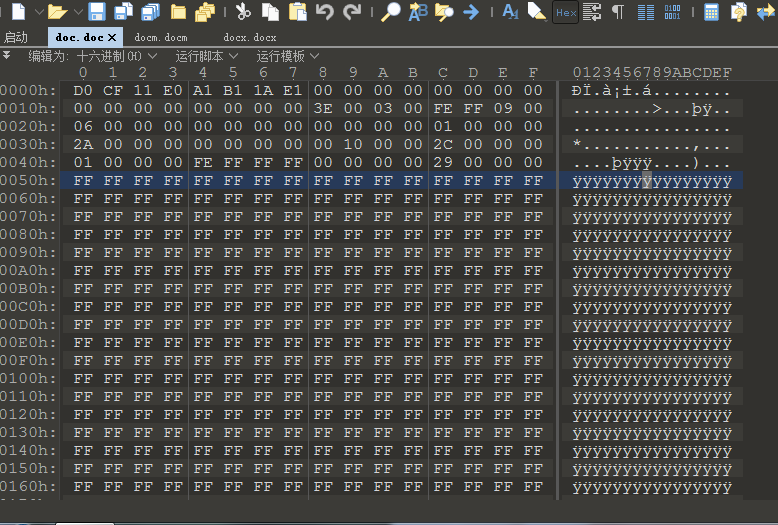 Hex
启动
doc.doc ×
docm.docm
docx.docx
编辑为: 十六进制(H)
运行脚本
运行模板
0 1 2 3 4 5 6 7 8 9 A B C D E F 0123456789ABCDEF
0000h: D0 CF 11 E0 A1 B1 1A E1 00 00 00 00 00 00 00 00 ÐÏ.à¡±.á........
0010h: 00 00 00 00 00 00 00 00 3E 00 03 00 FE FF 09 00 ........>...þÿ..
0020h: 06 00 00 00 00 00 00 00 00 00 00 00 01 00 00 00 ................
0030h: 2A 00 00 00 00 00 00 00 00 10 00 00 2C 00 00 00 *...........,...
0040h: 01 00 00 00 FE FF FF FF 00 00 00 00 29 00 00 00 ....þÿÿÿ....)...
0050h: FF FF FF FF FF FF FF FF FF FF FF FF FF FF FF FF ÿÿÿÿÿÿÿÿÿÿÿÿÿÿÿÿ
0060h: FF FF FF FF FF FF FF FF FF FF FF FF FF FF FF FF ÿÿÿÿÿÿÿÿÿÿÿÿÿÿÿÿ
0070h: FF FF FF FF FF FF FF FF FF FF FF FF FF FF FF FF ÿÿÿÿÿÿÿÿÿÿÿÿÿÿÿÿ
0080h: FF FF FF FF FF FF FF FF FF FF FF FF FF FF FF FF ÿÿÿÿÿÿÿÿÿÿÿÿÿÿÿÿ
0090h: FF FF FF FF FF FF FF FF FF FF FF FF FF FF FF FF ÿÿÿÿÿÿÿÿÿÿÿÿÿÿÿÿ
00A0h: FF FF FF FF FF FF FF FF FF FF FF FF FF FF FF FF ÿÿÿÿÿÿÿÿÿÿÿÿÿÿÿÿ
00B0h: FF FF FF FF FF FF FF FF FF FF FF FF FF FF FF FF ÿÿÿÿÿÿÿÿÿÿÿÿÿÿÿÿ
00C0h: FF FF FF FF FF FF FF FF FF FF FF FF FF FF FF FF ÿÿÿÿÿÿÿÿÿÿÿÿÿÿÿÿ
00D0h: FF FF FF FF FF FF FF FF FF FF FF FF FF FF FF FF ÿÿÿÿÿÿÿÿÿÿÿÿÿÿÿÿ
00E0h: FF FF FF FF FF FF FF FF FF FF FF FF FF FF FF FF ÿÿÿÿÿÿÿÿÿÿÿÿÿÿÿÿ
00F0h: FF FF FF FF FF FF FF FF FF FF FF FF FF FF FF FF ÿÿÿÿÿÿÿÿÿÿÿÿÿÿÿÿ
0100h: FF FF FF FF FF FF FF FF FF FF FF FF FF FF FF FF ÿÿÿÿÿÿÿÿÿÿÿÿÿÿÿÿ
0110h: FF FF FF FF FF FF FF FF FF FF FF FF FF FF FF FF ÿÿÿÿÿÿÿÿÿÿÿÿÿÿÿÿ
0120h: FF FF FF FF FF FF FF FF FF FF FF FF FF FF FF FF ÿÿÿÿÿÿÿÿÿÿÿÿÿÿÿÿ
0130h: FF FF FF FF FF FF FF FF FF FF FF FF FF FF FF FF ÿÿÿÿÿÿÿÿÿÿÿÿÿÿÿÿ
0140h: FF FF FF FF FF FF FF FF FF FF FF FF FF FF FF FF ÿÿÿÿÿÿÿÿÿÿÿÿÿÿÿÿ
0150h: FF FF FF FF FF FF FF FF FF FF FF FF FF FF FF FF ÿÿÿÿÿÿÿÿÿÿÿÿÿÿÿÿ
0160h: FF FF FF FF FF FF FF FF FF FF FF FF FF FF FF FF ÿÿÿÿÿÿÿÿÿÿÿÿÿÿÿÿ